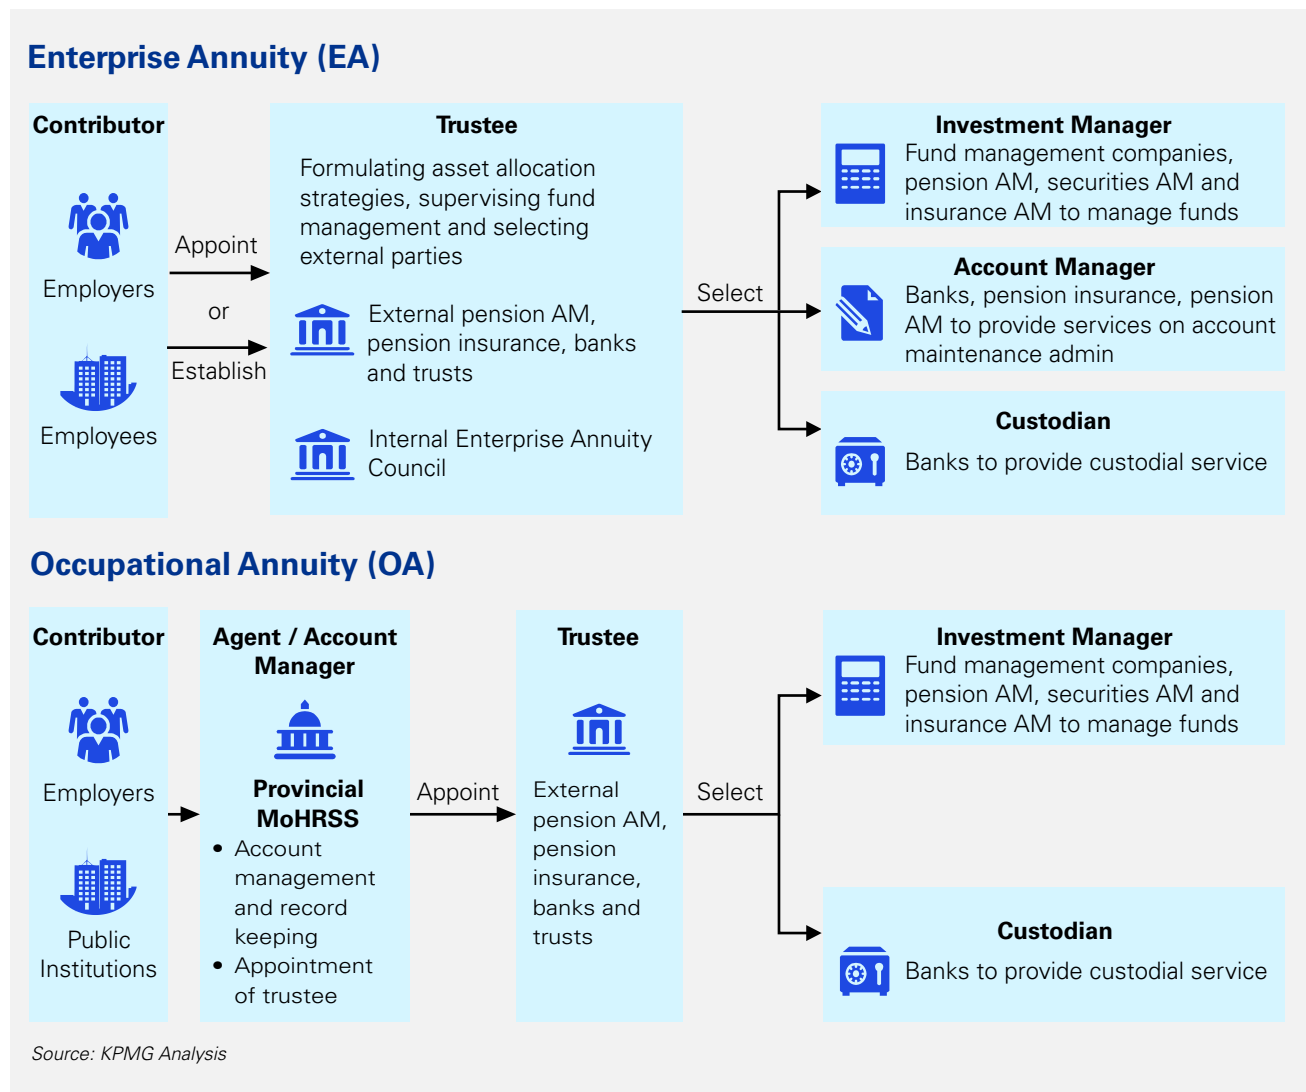 Enterprise Annuity (EA)
Contributor
Employers
Employees
Appoint
or
Establish
Trustee
Formulating asset allocation
strategies, supervising fund
management and selecting
external parties
External pension AM,
pension insurance, banks
and trusts
Internal Enterprise Annuity
Council
Select
Investment Manager
Fund management companies,
pension AM, securities AM and
insurance AM to manage funds
Account Manager
Banks, pension insurance, pension
AM to provide services on account
maintenance admin
Custodian
Banks to provide custodial service
Occupational Annuity (OA)
Contributor
Employers
Public
Institutions
Agent / Account
Manager
Provincial
MoHRSS
• Account
management
and record
keeping
• Appointment
of trustee
Appoint
Trustee
External
pension AM,
pension
insurance,
banks and
trusts
Select
Investment Manager
Fund management companies,
pension AM, securities AM and
insurance AM to manage funds
Custodian
Banks to provide custodial service
Source: KPMG Analysis